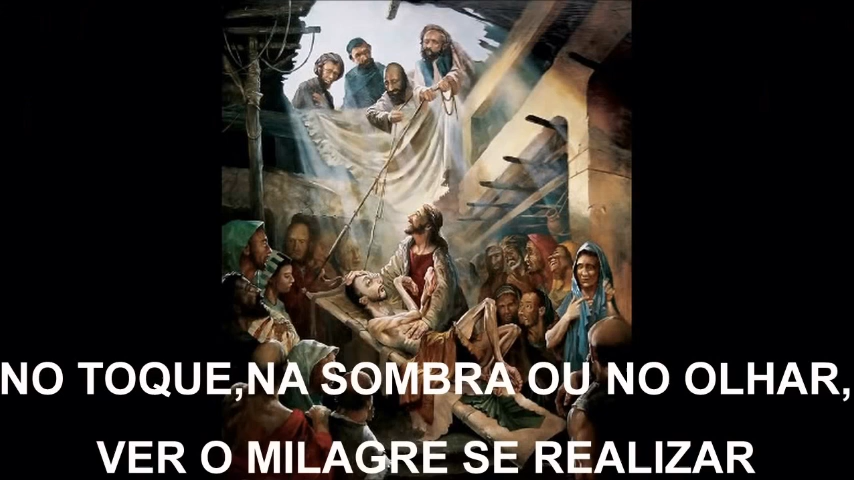 NO TOQUE,NA SOMBRA OU NO OLHAR,
VER O MILAGRE SE REALIZAR